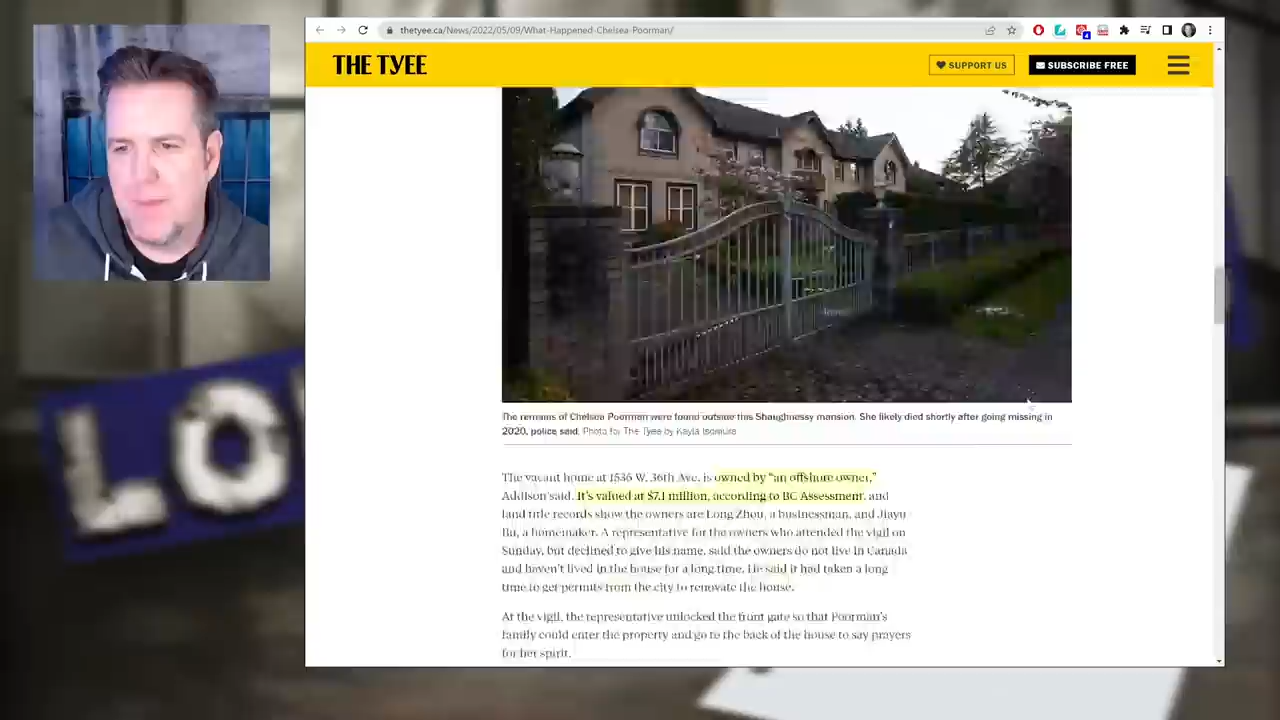 thetyee.ca/News/2022/05/09/What-Happened-Chelsea-Poorman/
THE TYEE
SUPPORT US
SUBSCRIBE FREE
The remains of Chelsea Poorman were found outside this Shaughnessy mansion. She likely died shortly after going missing in
2020, police said. Photo for The Tyee by Kayla Isomura
The vacant home at 1536 W. 36th Ave. is owned by “an offshore owner,”
Addison said. It’s valued at $7.1 million, according to BC Assessment, and
land title records show the owners are Long Zhou, a businessman, and Jiayu
a homemaker. A representative for the owners who attended the vigil on
Sunday, but declined to give his name, said the owners do not live in Canada
and haven’t lived in the house for a long time. He said it had taken a long
time to get permits from the city to renovate the house.
At the vigil, the representative unlocked the front gate so that Poorman’s
family could enter the property and go to the back of the house to say prayers
for her spirit.
LO